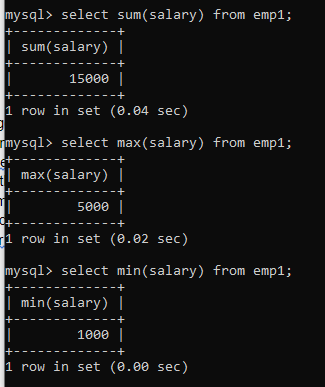 mysql> select sum(salary) from emp1;
+-------------+
| sum(salary) |
+-------------+
|       15000 |
+-------------+
1 row in set (0.04 sec)
mysql> select max(salary) from emp1;
+-------------+
| max(salary) |
+-------------+
|        5000 |
+-------------+
1 row in set (0.02 sec)
mysql> select min(salary) from emp1;
+-------------+
| min(salary) |
+-------------+
|        1000 |
+-------------+
1 row in set (0.00 sec)